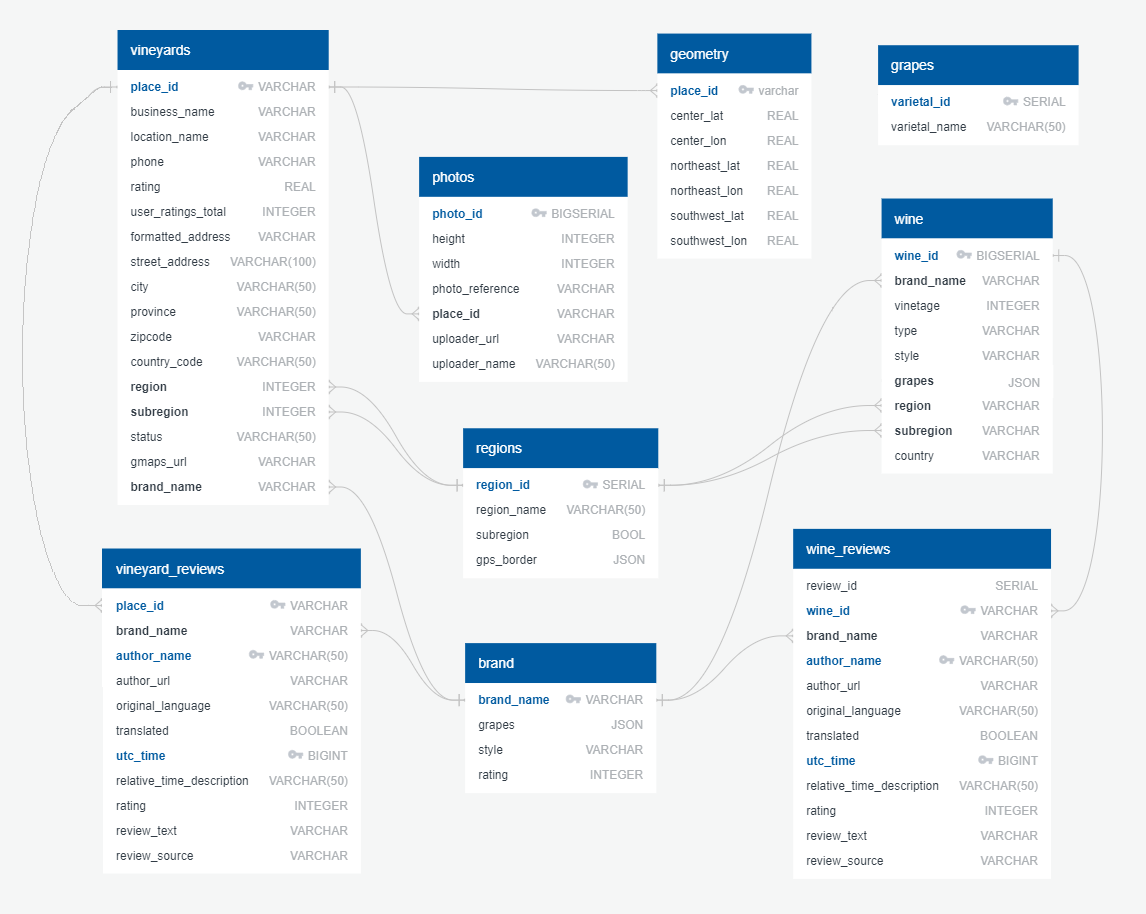 vineyards
place_id VARCHAR
business_name VARCHAR
location_name VARCHAR
phone VARCHAR
rating REAL
user_ratings_total INTEGER
formatted_address VARCHAR
street_address VARCHAR(100)
city VARCHAR(50)
province VARCHAR(50)
zipcode VARCHAR
country_code VARCHAR(50)
region INTEGER
subregion INTEGER
status VARCHAR(50)
gmaps_url VARCHAR
brand_name VARCHAR
geometry
place_id varchar
center_lat REAL
center_lon REAL
northeast_lat REAL
northeast_lon REAL
southwest_lat REAL
southwest_lon REAL
grapes
varietal_id SERIAL
varietal_name VARCHAR(50)
photos
photo_id BIGSERIAL
height INTEGER
width INTEGER
photo_reference VARCHAR
place_id VARCHAR
uploader_url VARCHAR
uploader_name VARCHAR(50)
wine
wine_id BIGSERIAL
brand_name VARCHAR
vinetage INTEGER
type VARCHAR
style VARCHAR
grapes JSON
region VARCHAR
subregion VARCHAR
country VARCHAR
regions
region_id SERIAL
region_name VARCHAR(50)
subregion BOOL
gps_border JSON
vineyard_reviews
place_id VARCHAR
brand_name VARCHAR
author_name VARCHAR(50)
author_url VARCHAR
original_language VARCHAR(50)
translated BOOLEAN
utc_time BIGINT
relative_time_description VARCHAR(50)
rating INTEGER
review_text VARCHAR
review_source VARCHAR
brand
brand_name VARCHAR
grapes JSON
style VARCHAR
rating INTEGER
wine_reviews
review_id SERIAL
wine_id VARCHAR
brand_name VARCHAR
author_name VARCHAR(50)
author_url VARCHAR
original_language VARCHAR(50)
translated BOOLEAN
utc_time BIGINT
relative_time_description VARCHAR(50)
rating INTEGER
review_text VARCHAR
review_source VARCHAR